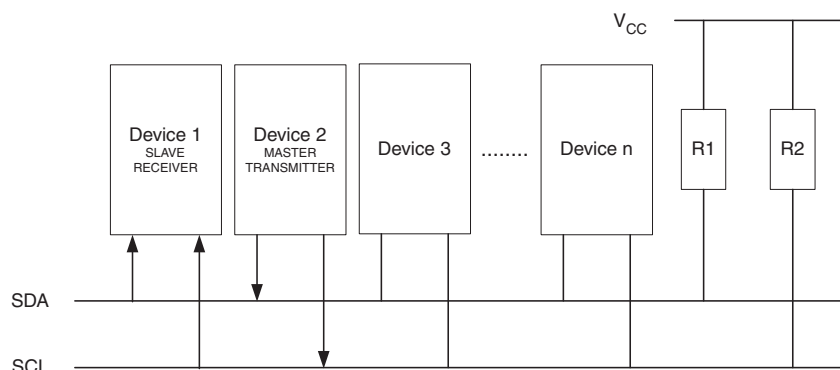 VCC
Device 1
SLAVE
RECEIVER
Device 2
MASTER
TRANSMITTER
Device 3
........
Device n
R1
R2
SDA
SCL